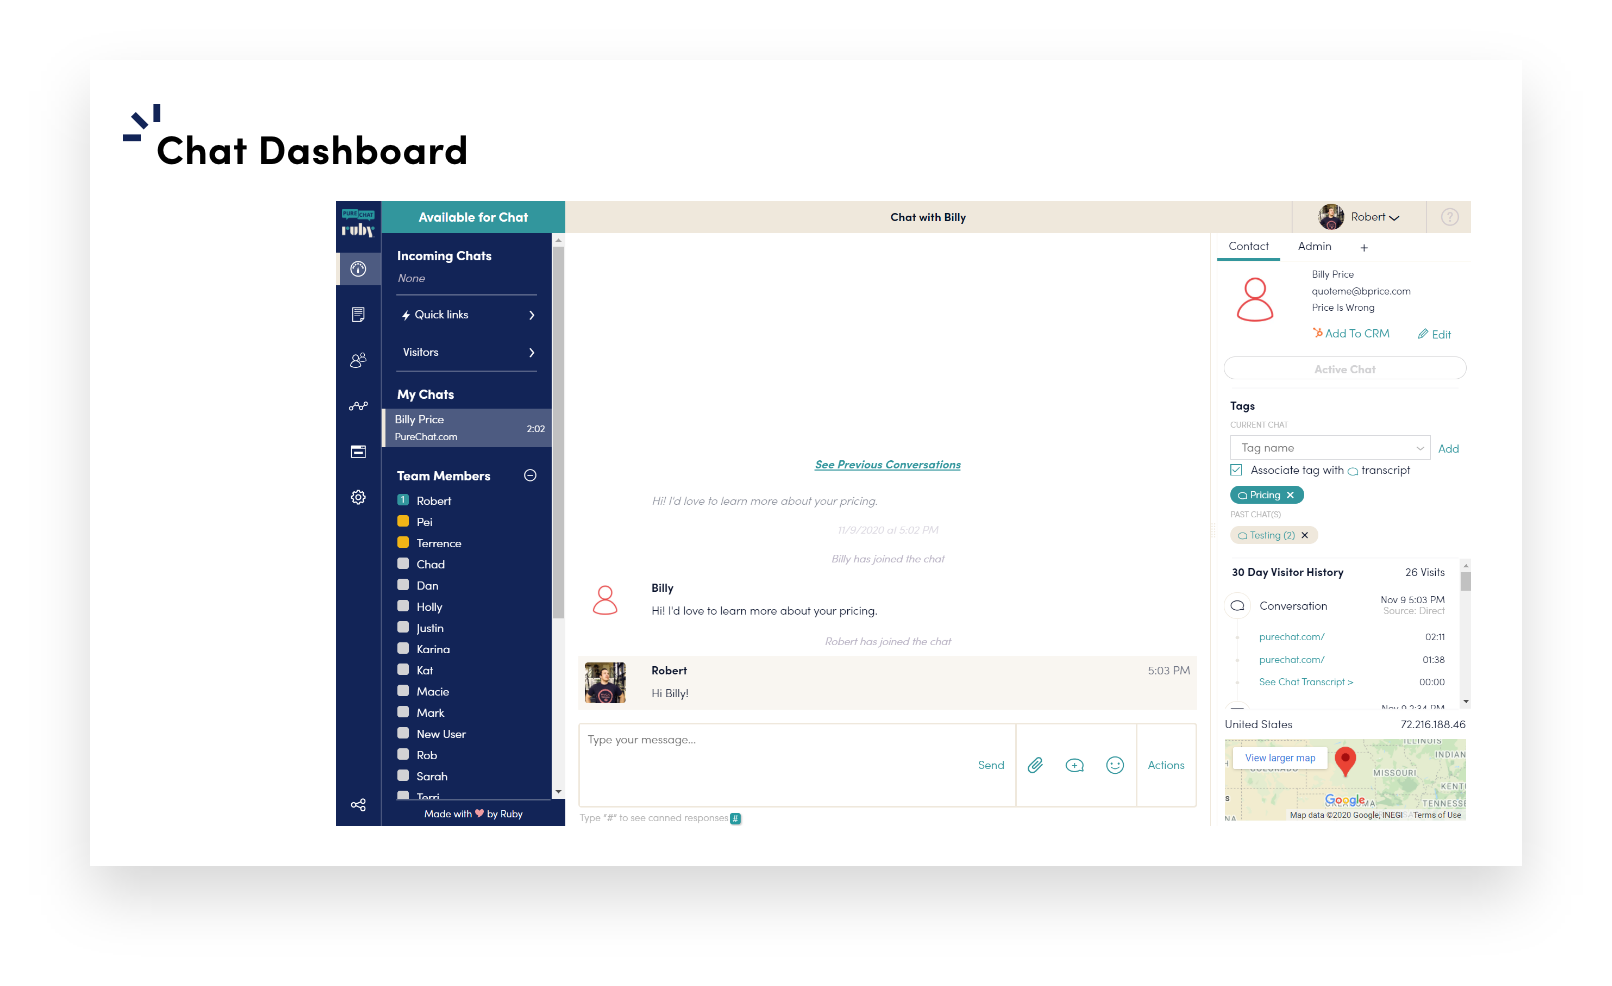 Chat Dashboard
PURE CHAT
ruby
Available for Chat
Incoming Chats
None
Quick links
Visitors
My Chats
Billy Price
PureChat.com
2:02
Team Members
1 Robert
Pei
Terrence
Chad
Dan
Holly
Justin
Karina
Kat
Macie
Mark
New User
Rob
Sarah
Terri
Made with by Ruby
Chat with Billy
See Previous Conversations
Hi! I'd love to learn more about your pricing.
11/9/2020 at 5:02 PM
Billy has joined the chat
Billy
Hi! I'd love to learn more about your pricing.
Robert has joined the chat
Robert
5:03 PM
Hi Billy!
Type your message...
Send
Actions
Type "#" to see canned responses #
Robert
?
Contact
Admin
+
Billy Price
quoteme@bprice.com
Price Is Wrong
Add To CRM
Edit
Active Chat
Tags
CURRENT CHAT
Tag name
Add
Associate tag with transcript
Pricing
PAST CHAT(S)
Testing (2)
30 Day Visitor History
26 Visits
Conversation
Nov 9 5:03 PM
Source: Direct
purechat.com/
02:11
purechat.com/
01:38
See Chat Transcript >
00:00
Nov 9 2:34 PM
United States
72.216.188.46
View larger map
ILLINOIS
INDIAN
COLORADO
MISSOURI
KENT
Google
OKLAHOMA
TENNESSE
Map data ©2020 Google, INEGI
Terms of Use